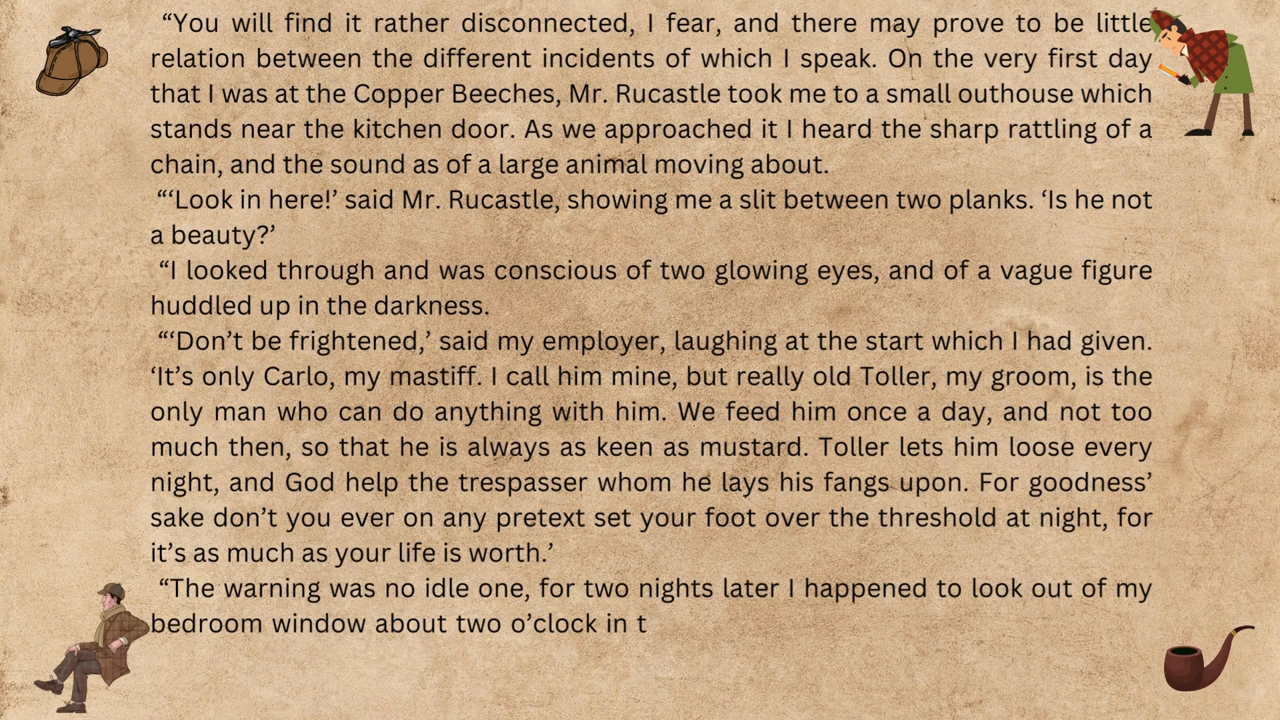 “You will find it rather disconnected, I fear, and there may prove to be little
relation between the different incidents of which I speak. On the very first day
that I was at the Copper Beeches, Mr. Rucastle took me to a small outhouse which
stands near the kitchen door. As we approached it I heard the sharp rattling of a
chain, and the sound as of a large animal moving about.
“‘Look in here!’ said Mr. Rucastle, showing me a slit between two planks. ‘Is he not
a beauty?’
“I looked through and was conscious of two glowing eyes, and of a vague figure
huddled up in the darkness.
“‘Don’t be frightened,’ said my employer, laughing at the start which I had given.
‘It’s only Carlo, my mastiff. I call him mine, but really old Toller, my groom, is the
only man who can do anything with him. We feed him once a day, and not too
much then, so that he is always as keen as mustard. Toller lets him loose every
night, and God help the trespasser whom he lays his fangs upon. For goodness’
sake don’t you ever on any pretext set your foot over the threshold at night, for
it’s as much as your life is worth.’
“The warning was no idle one, for two nights later I happened to look out of my
bedroom window about two o’clock in t